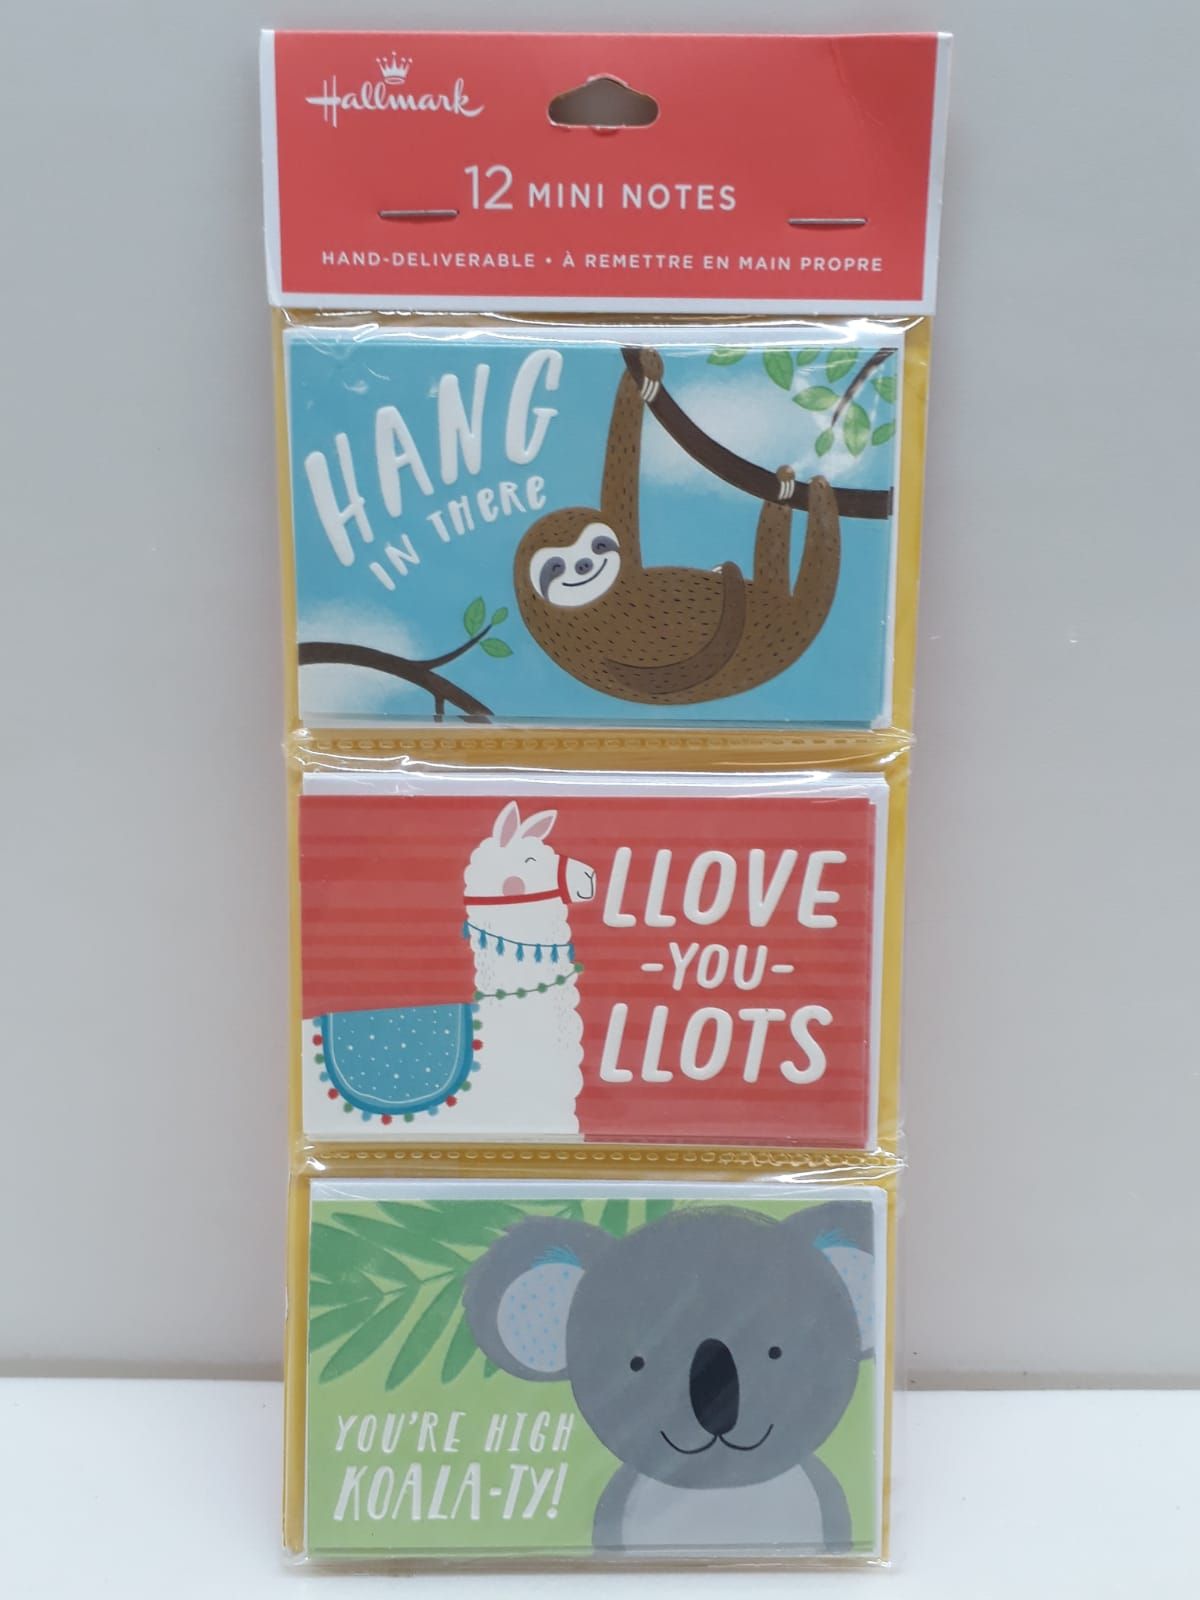 Hallmark
12 MINI NOTES
HAND-DELIVERABLE • À REMETTRE EN MAIN PROPRE
HANG
IN THERE
LLOVE
-YOU-
LLOTS
YOU'RE HIGH
KOALA-TY!